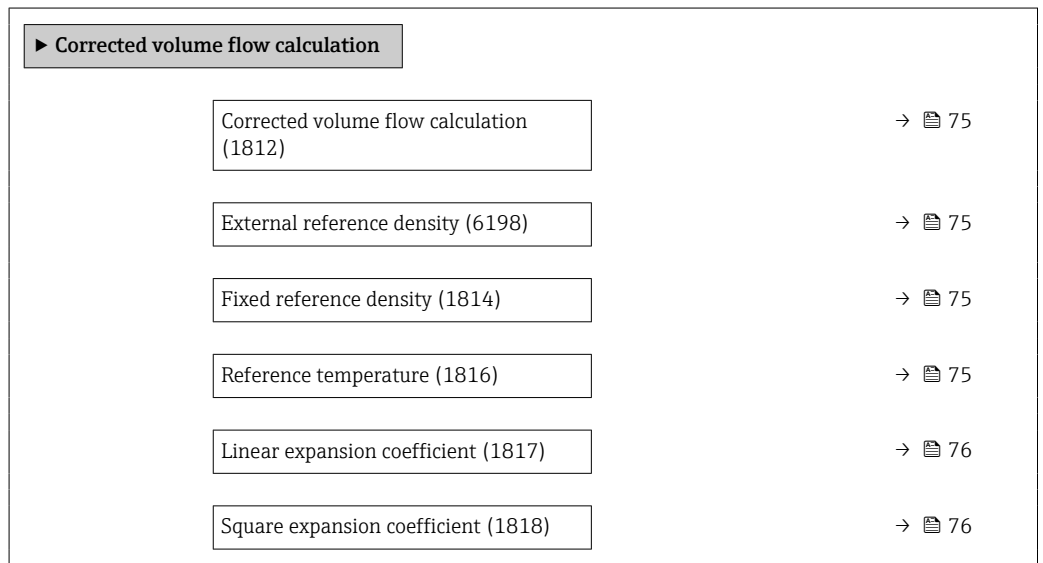 ▶ Corrected volume flow calculation
Corrected volume flow calculation → 75
(1812)
External reference density (6198) → 75
Fixed reference density (1814) → 75
Reference temperature (1816) → 75
Linear expansion coefficient (1817) → 76
Square expansion coefficient (1818) → 76